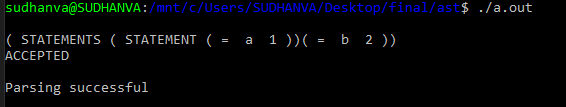 sudhanva@SUDHANVA:/mnt/c/Users/SUDHANVA/Desktop/final/ast$ ./a.out
( STATEMENTS ( STATEMENT ( =  a  1 ))( =  b  2 ))
ACCEPTED
Parsing successful